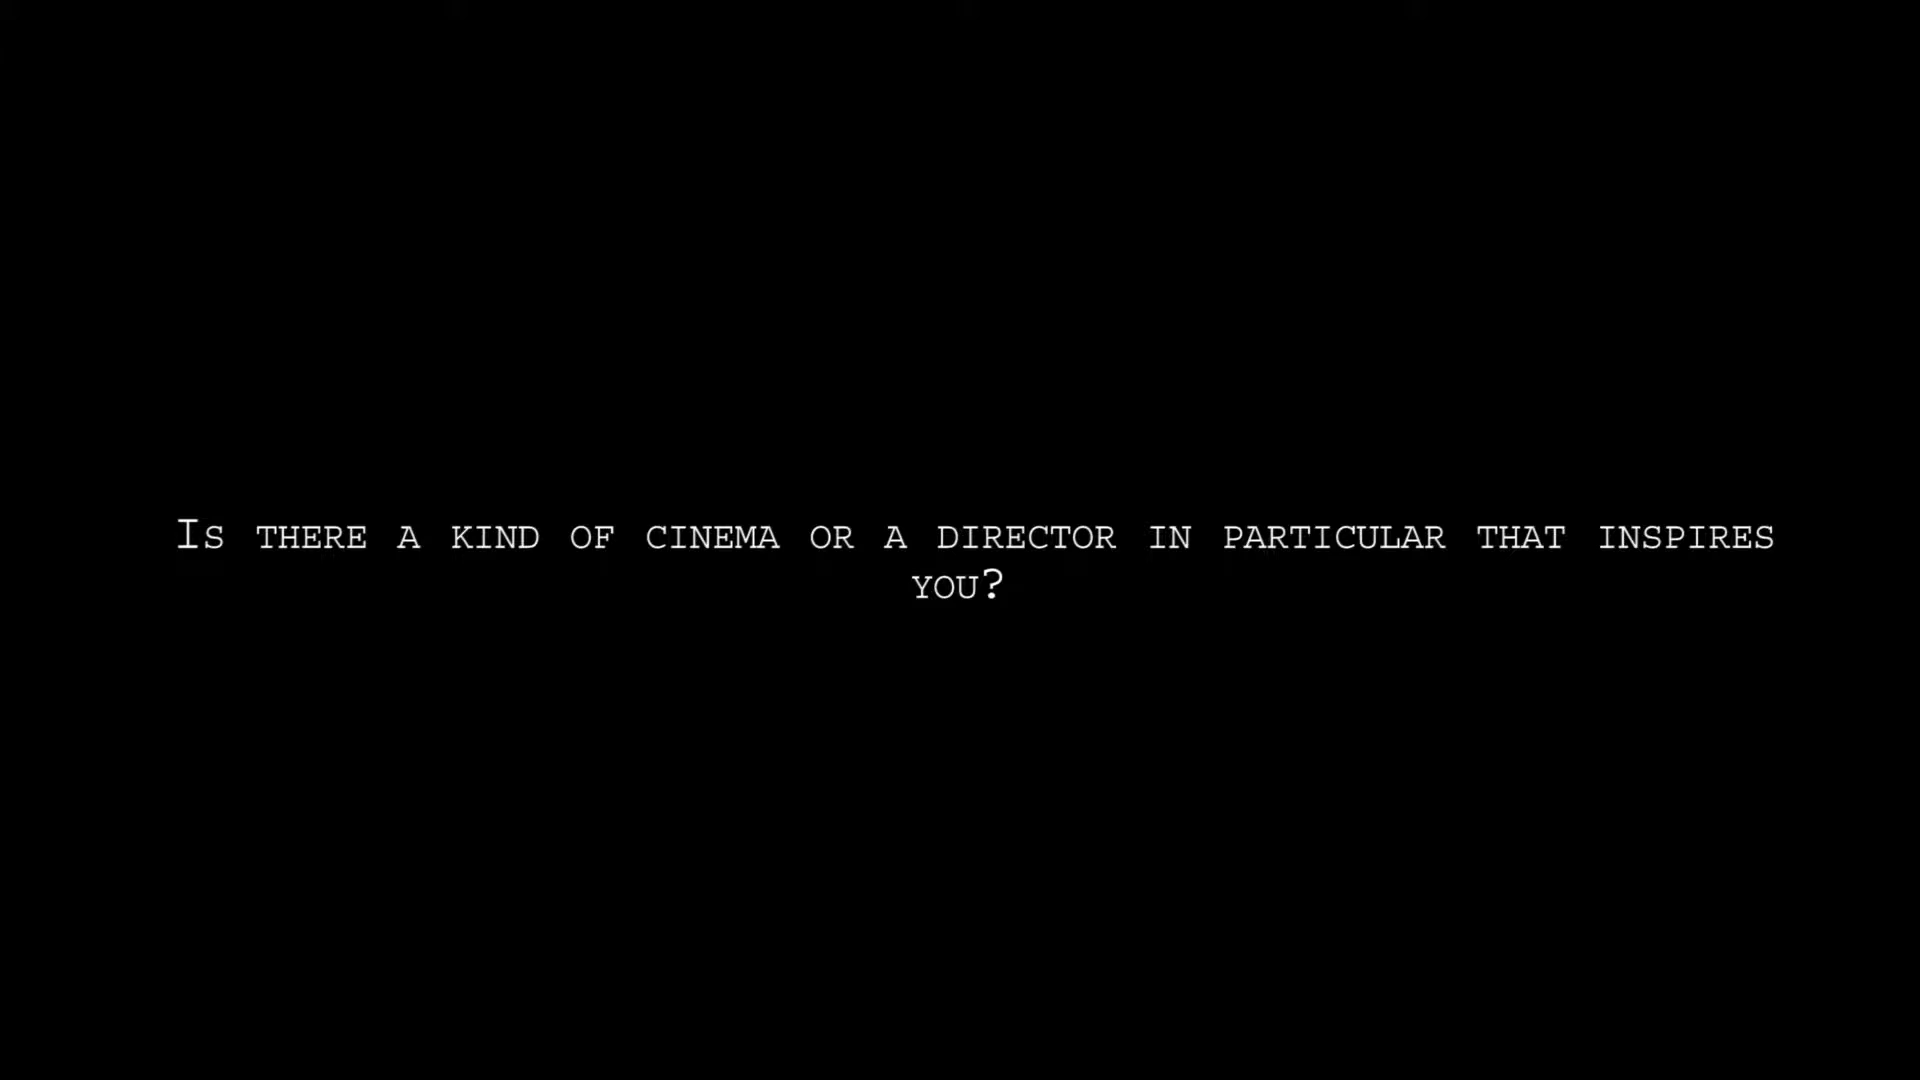 Is there a kind of cinema or a director in particular that inspires
you?